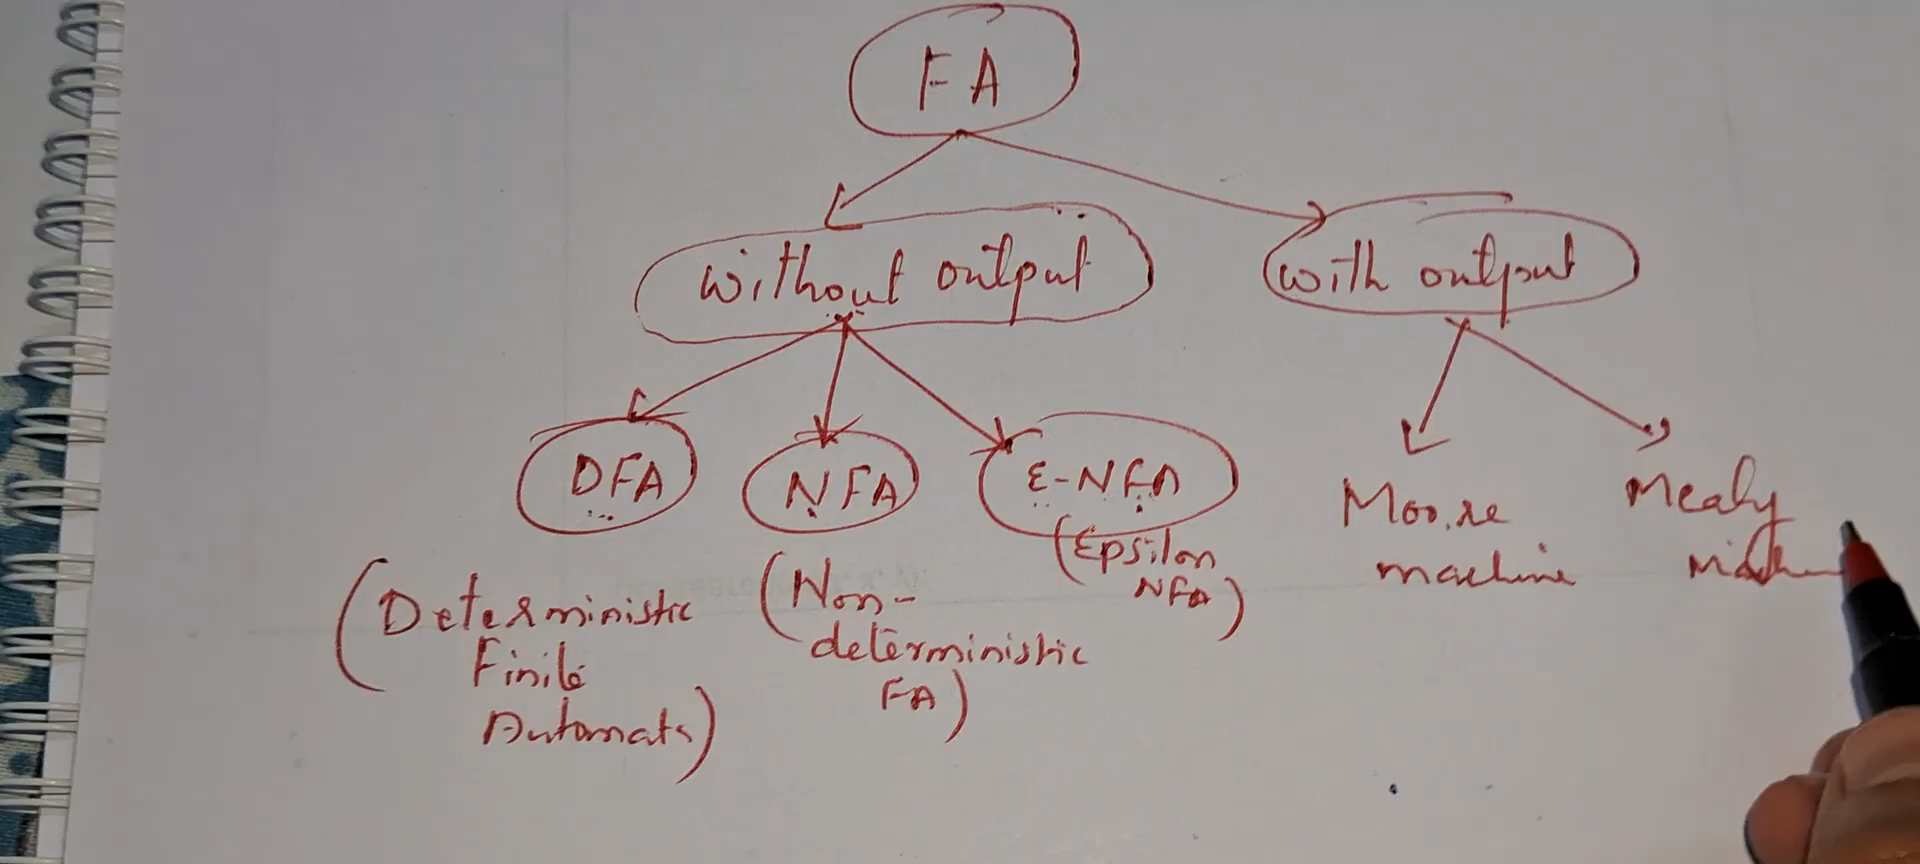 FA
without output
with output
DFA
NFA
ε-NFA
(Deterministic
Finite
Automata)
(Non-
deterministic
FA)
(Epsilon
NFA)
Moore
machine
Mealy